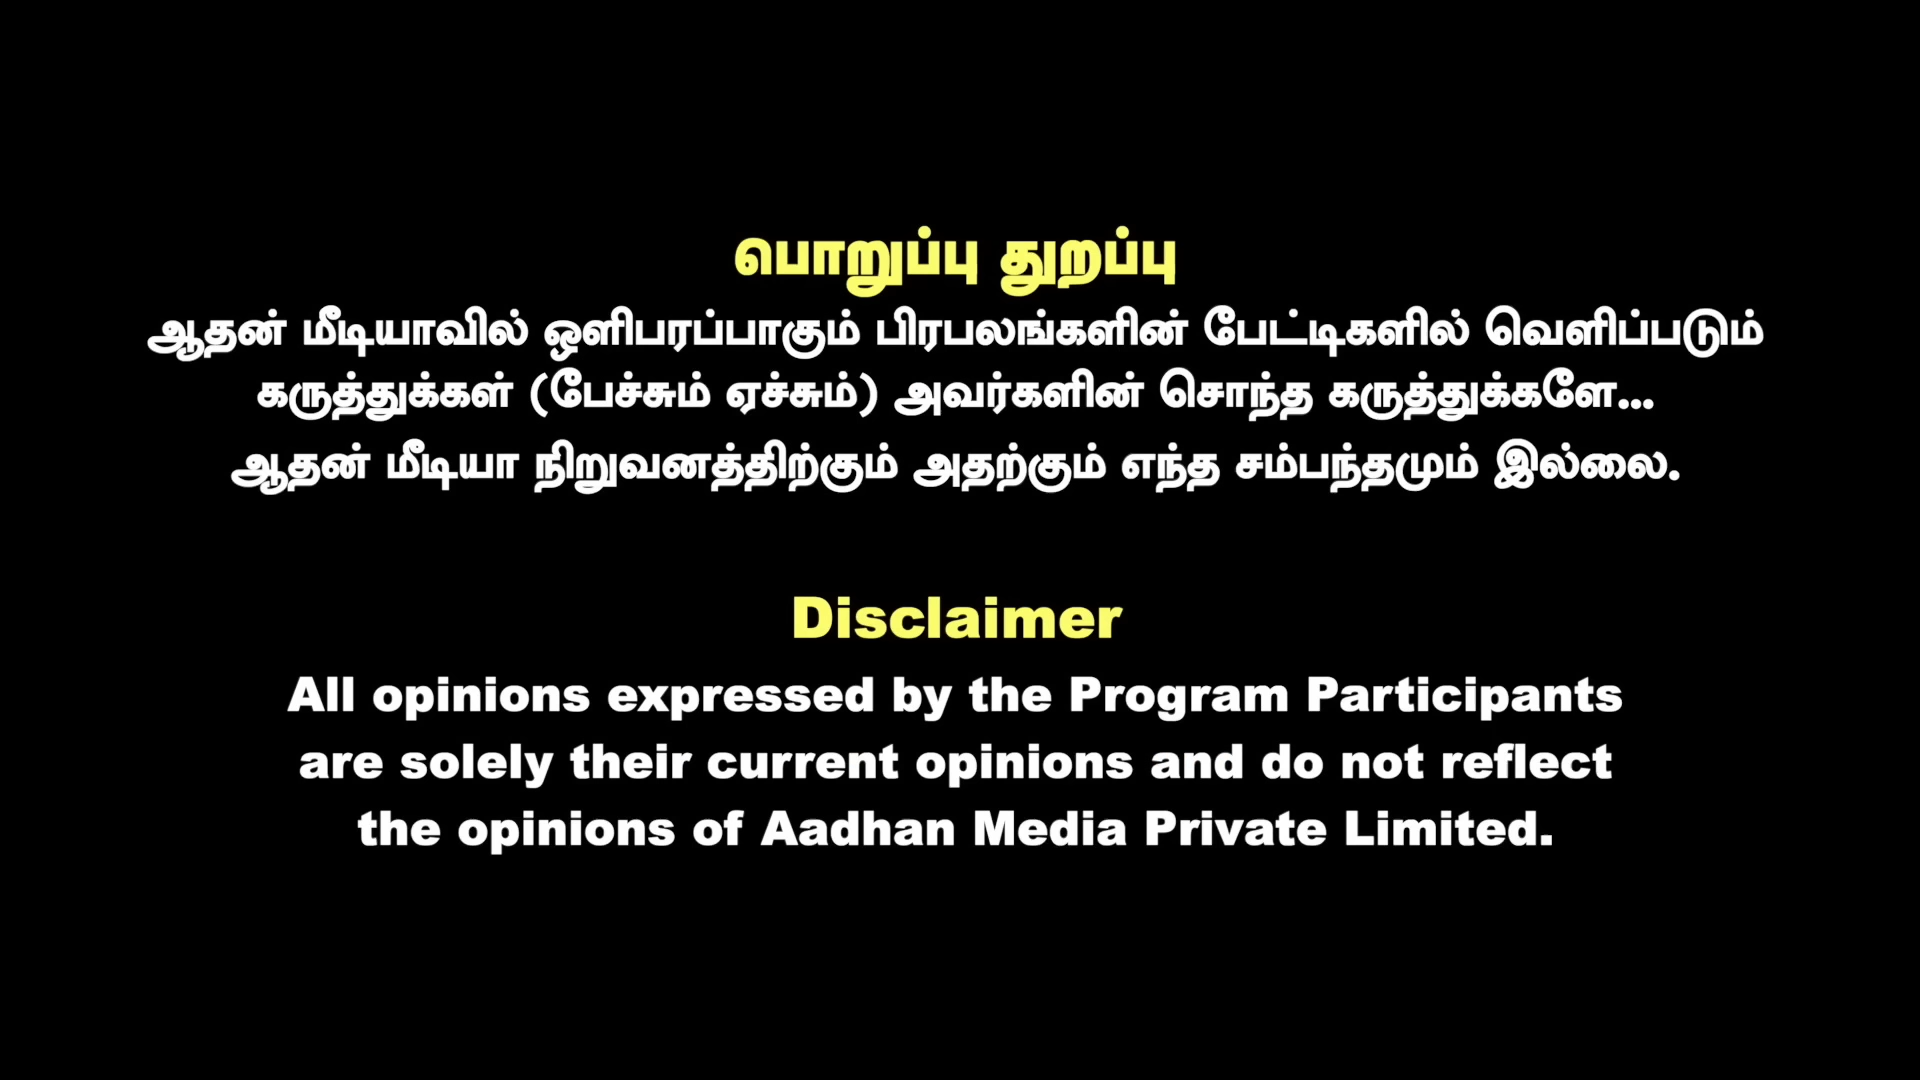 பொறுப்பு துறப்பு
ஆதன் மீடியாவில் ஒளிபரப்பாகும் பிரபலங்களின் பேட்டிகளில் வெளிப்படும்
கருத்துக்கள் (பேச்சும் ஏச்சும்) அவர்களின் சொந்த கருத்துக்களே...
ஆதன் மீடியா நிறுவனத்திற்கும் அதற்கும் எந்த சம்பந்தமும் இல்லை.
Disclaimer
All opinions expressed by the Program Participants
are solely their current opinions and do not reflect
the opinions of Aadhan Media Private Limited.